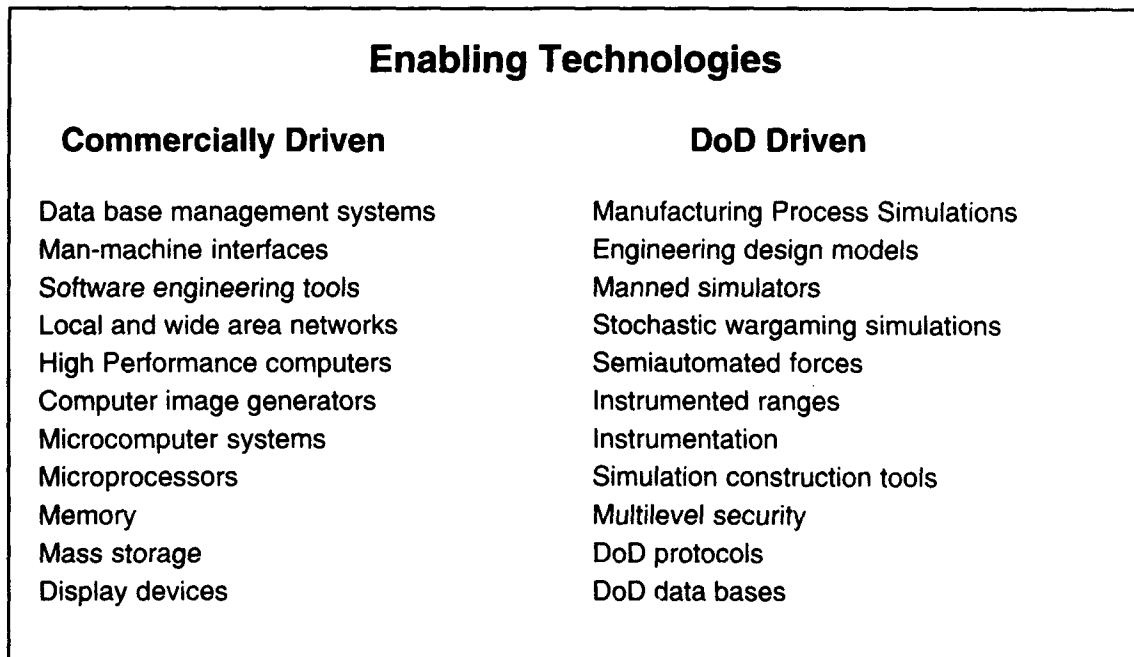 Enabling Technologies
Commercially Driven
Data base management systems
Man-machine interfaces
Software engineering tools
Local and wide area networks
High Performance computers
Computer image generators
Microcomputer systems
Microprocessors
Memory
Mass storage
Display devices
DoD Driven
Manufacturing Process Simulations
Engineering design models
Manned simulators
Stochastic wargaming simulations
Semiautomated forces
Instrumented ranges
Instrumentation
Simulation construction tools
Multilevel security
DoD protocols
DoD data bases